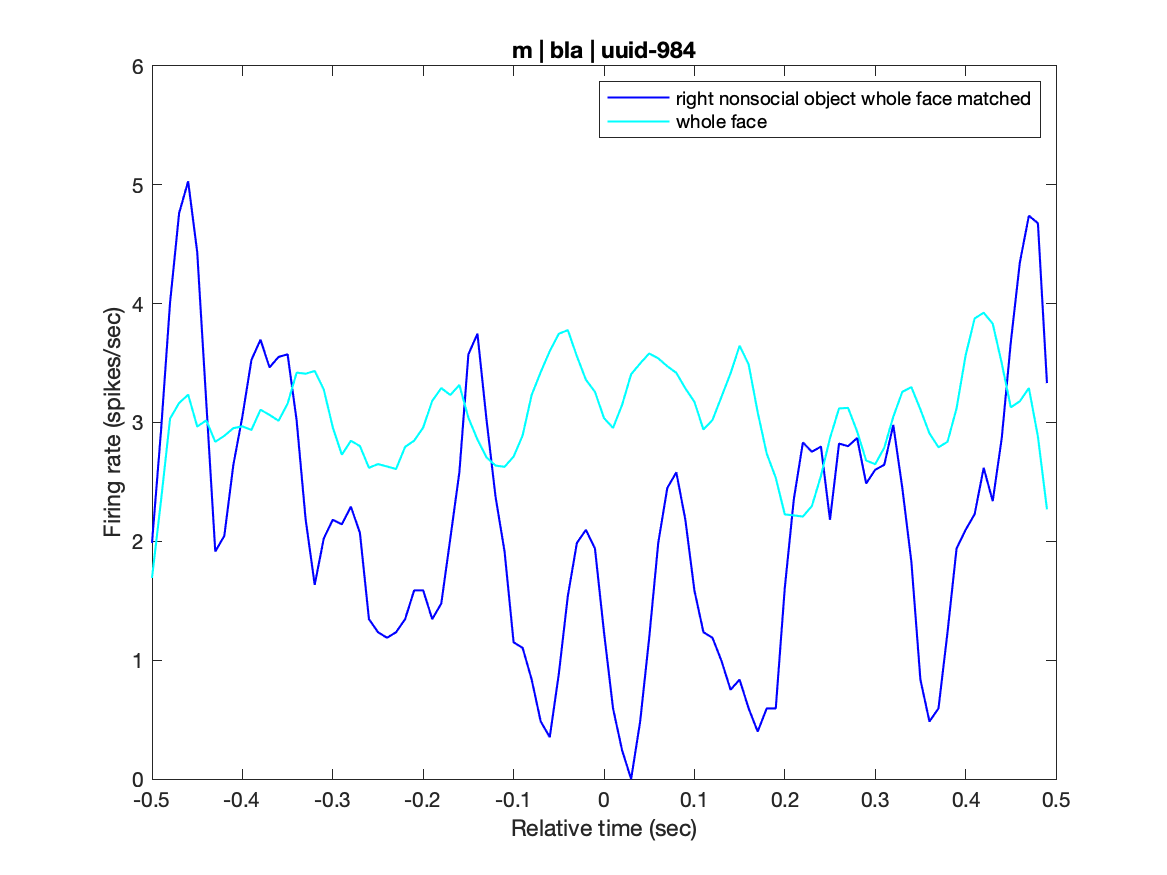 m | bla | uuid-984
right nonsocial object whole face matched
whole face
Firing rate (spikes/sec)
6
5
4
3
2
1
0
-0.5 -0.4 -0.3 -0.2 -0.1 0 0.1 0.2 0.3 0.4 0.5
Relative time (sec)